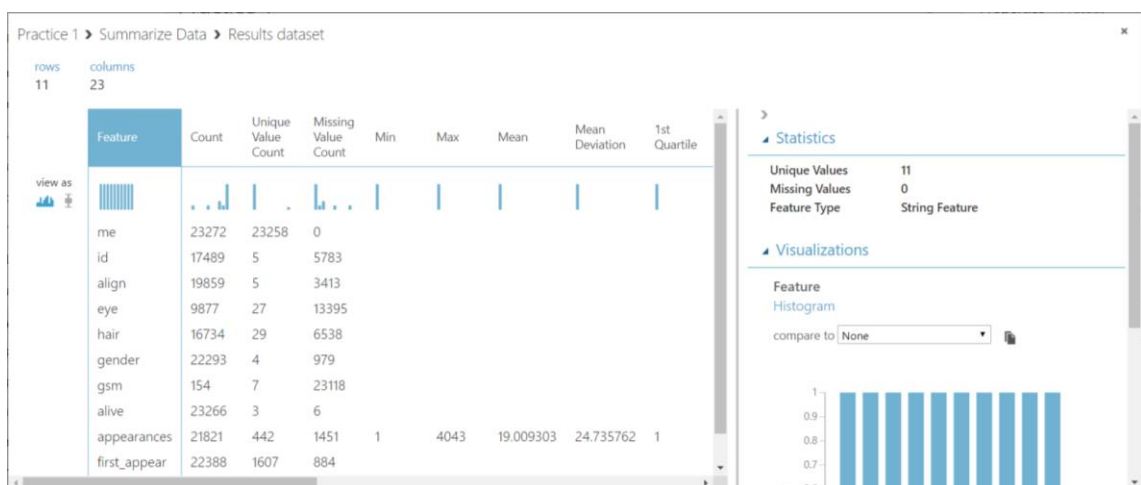 Practice 1 > Summarize Data > Results dataset
rows columns
11 23
Feature Count Unique Value Count Missing Value Count Min Max Mean Mean Deviation 1st Quartile
view as
me 23272 23258 0
id 17489 5 5783
align 19859 5 3413
eye 9877 27 13395
hair 16734 29 6538
gender 22293 4 979
gsm 154 7 23118
alive 23266 3 6
appearances 21821 442 1451 1 4043 19.009303 24.735762 1
first_appear 22388 1607 884
Statistics
Unique Values 11
Missing Values 0
Feature Type String Feature
Visualizations
Feature
Histogram
compare to None
1
0.9
0.8
0.7